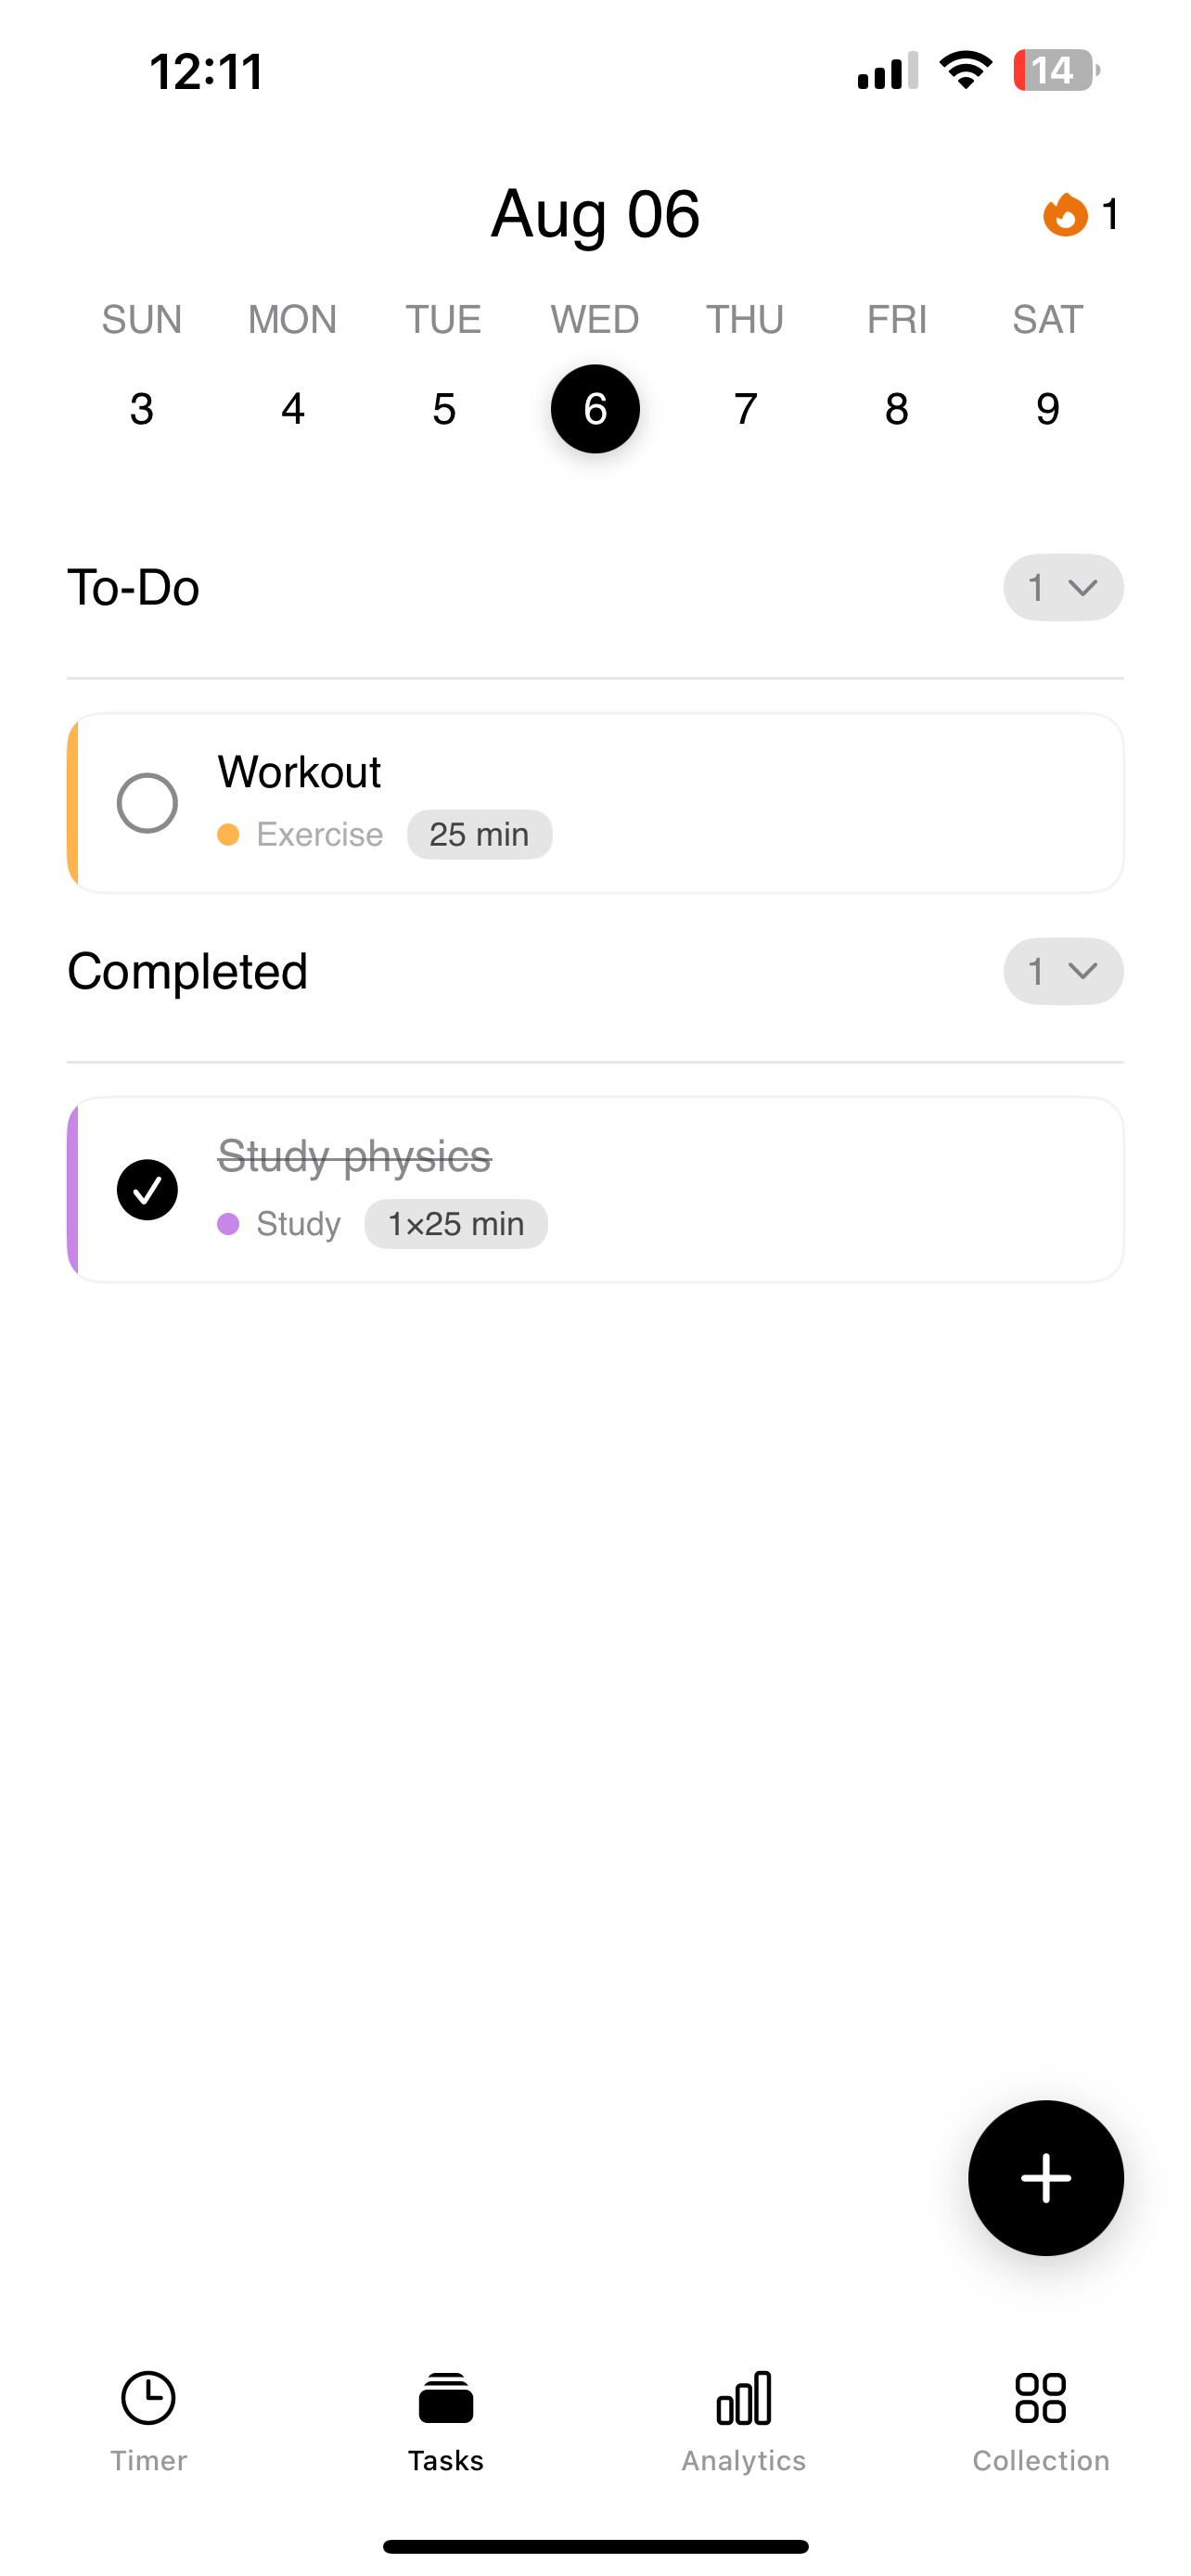 12:11 14
Aug 06 1
SUN MON TUE WED THU FRI SAT
3 4 5 6 7 8 9
To-Do 1
Workout
Exercise 25 min
Completed 1
Study physics
Study 1×25 min
Timer Tasks Analytics Collection